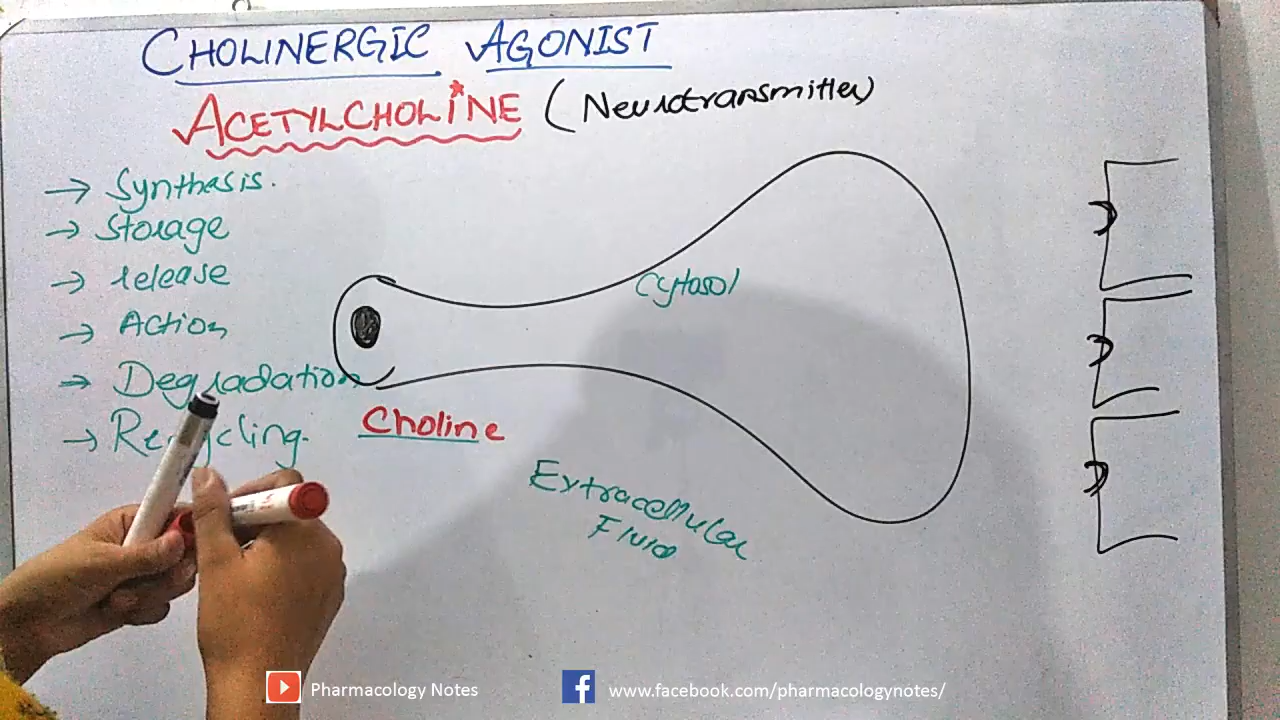 CHOLINERGIC AGONIST
ACETYLCHOLINE (Neurotransmitter)
→ Synthasis.
→ Storage
→ release
→ Action
→ Degradation
→ Recycling.
Cytosol
Choline
Extracellular
Fluid
Pharmacology Notes
www.facebook.com/pharmacologynotes/